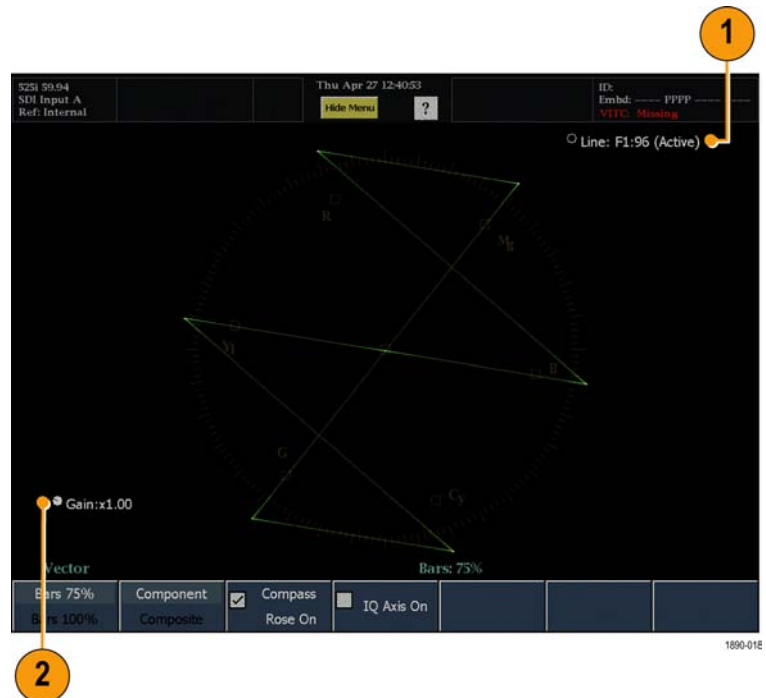 1
525i 59.94
SDI Input A
Ref: Internal
Thu Apr 27 12:40:53
Hide Menu
?
ID:
Embd: ---- PPPP ---- ----
VITC: Missing
Line: F1:96 (Active)
R
Mg
Yl
B
G
Cy
Gain:x1.00
Vector
Bars: 75%
Bars 75%
Bars 100%
Component
Composite
Compass
Rose On
IQ Axis On
1890-018
2